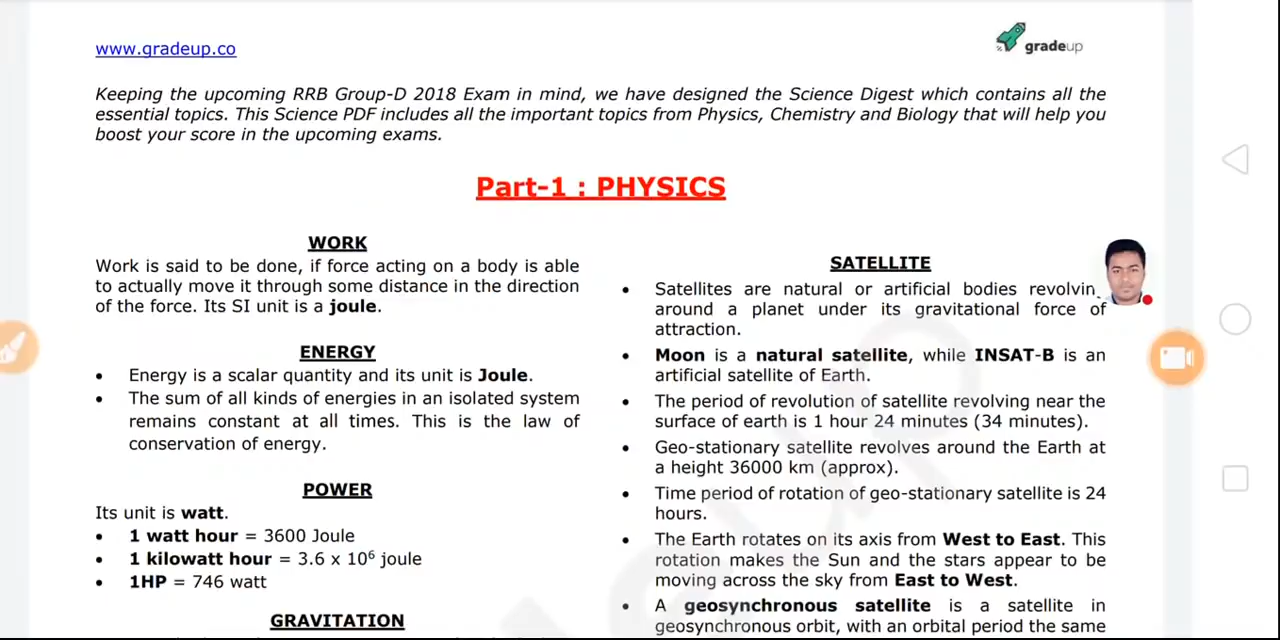 www.gradeup.co
gradeup
Keeping the upcoming RRB Group-D 2018 Exam in mind, we have designed the Science Digest which contains all the
essential topics. This Science PDF includes all the important topics from Physics, Chemistry and Biology that will help you
boost your score in the upcoming exams.
Part-1 : PHYSICS
WORK
Work is said to be done, if force acting on a body is able
to actually move it through some distance in the direction
of the force. Its SI unit is a joule.
ENERGY
• Energy is a scalar quantity and its unit is Joule.
• The sum of all kinds of energies in an isolated system
remains constant at all times. This is the law of
conservation of energy.
POWER
Its unit is watt.
• 1 watt hour = 3600 Joule
• 1 kilowatt hour = 3.6 x 10⁶ joule
• 1HP = 746 watt
GRAVITATION
SATELLITE
• Satellites are natural or artificial bodies revolving
around a planet under its gravitational force of
attraction.
• Moon is a natural satellite, while INSAT-B is an
artificial satellite of Earth.
• The period of revolution of satellite revolving near the
surface of earth is 1 hour 24 minutes (34 minutes).
• Geo-stationary satellite revolves around the Earth at
a height 36000 km (approx).
• Time period of rotation of geo-stationary satellite is 24
hours.
• The Earth rotates on its axis from West to East. This
rotation makes the Sun and the stars appear to be
moving across the sky from East to West.
• A geosynchronous satellite is a satellite in
geosynchronous orbit, with an orbital period the same